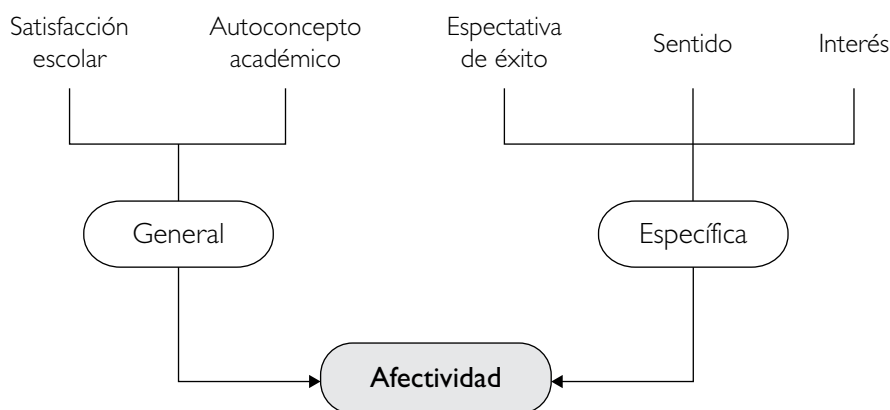 Satisfacción
escolar
Autoconcepto
académico
Espectativa
de éxito
Sentido
Interés
General
Específica
Afectividad